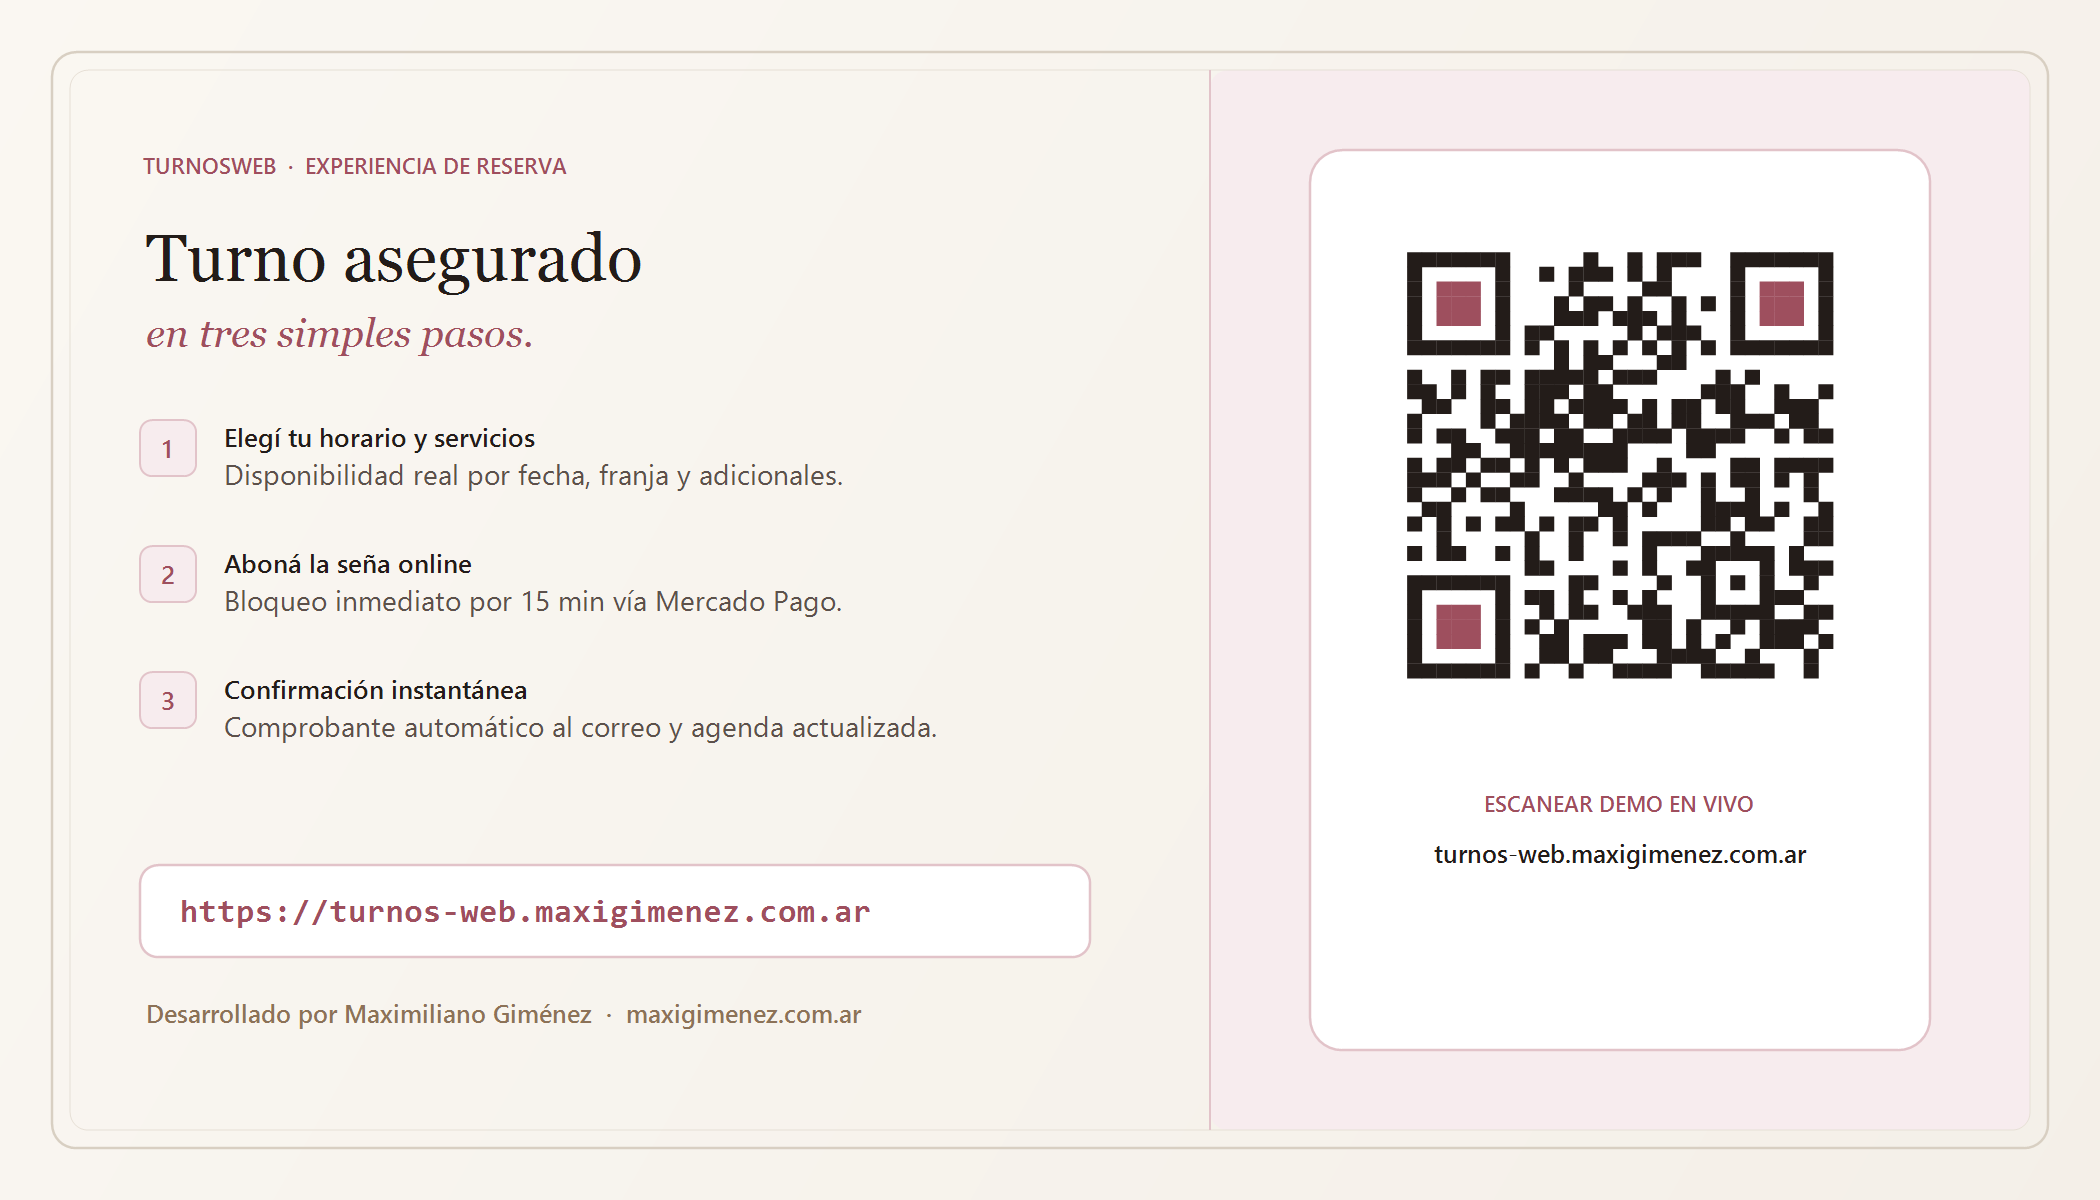 TURNOSWEB · EXPERIENCIA DE RESERVA
Turno asegurado
en tres simples pasos.
1
Elegí tu horario y servicios
Disponibilidad real por fecha, franja y adicionales.
2
Aboná la seña online
Bloqueo inmediato por 15 min vía Mercado Pago.
3
Confirmación instantánea
Comprobante automático al correo y agenda actualizada.
https://turnos-web.maxigimenez.com.ar
Desarrollado por Maximiliano Giménez · maxigimenez.com.ar
ESCANEAR DEMO EN VIVO
turnos-web.maxigimenez.com.ar